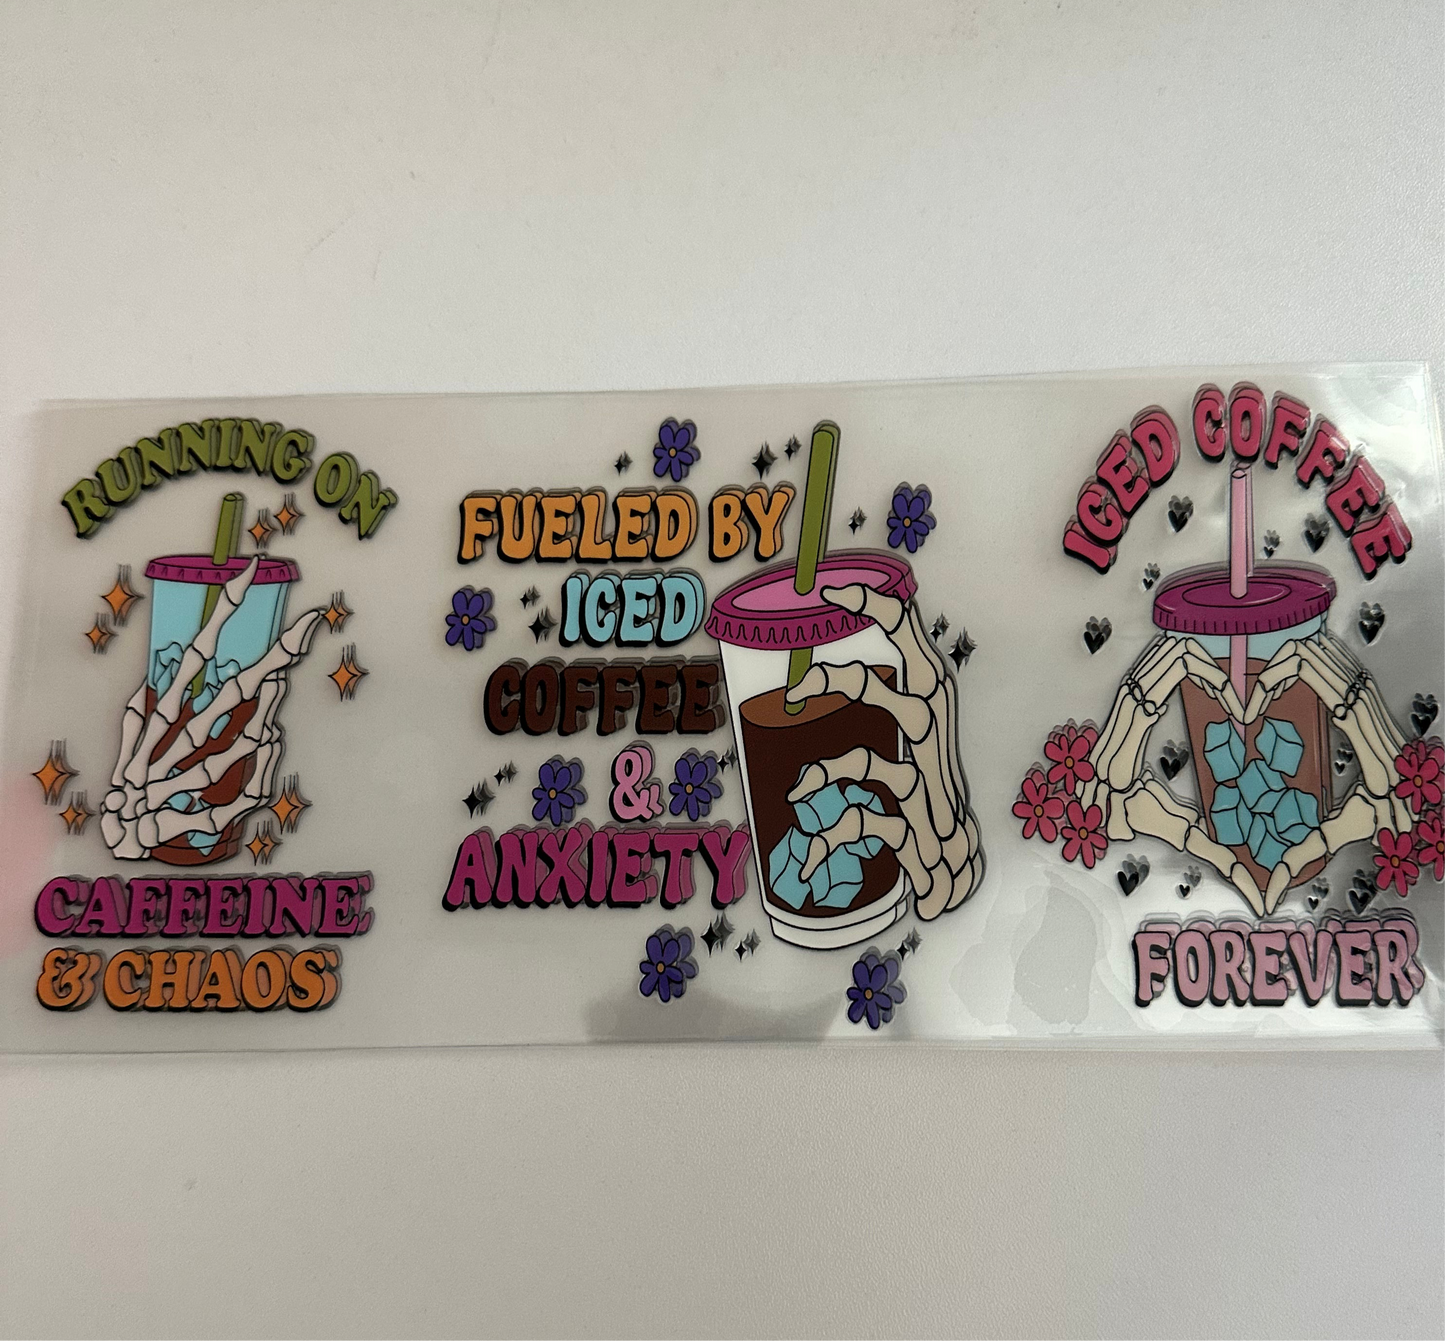 RUNNING ON
CAFFEINE
& CHAOS
FUELED BY
ICED
COFFEE
&
ANXIETY
ICED COFFEE
FOREVER